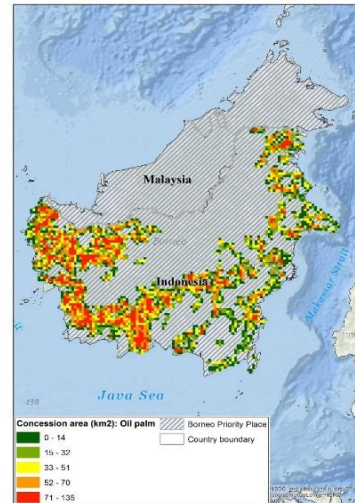 Malaysia
Borneo
Indonesia
Makassar Strait
Java Sea
Concession area (km2): Oil palm
0 - 14
15 - 32
33 - 51
52 - 70
71 - 135
Borneo Priority Place
Country boundary